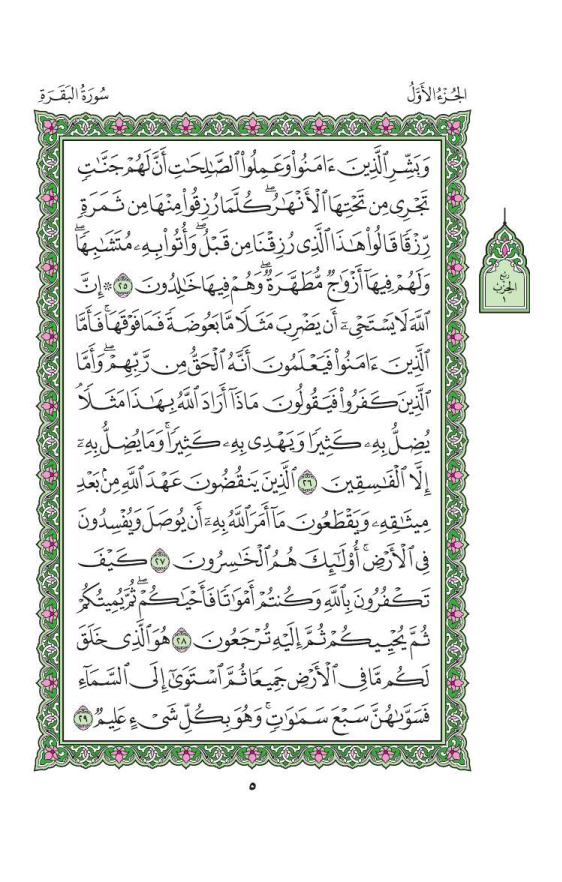 الجُزْءُ الأَوَّلُ
سُورَةُ البَقَرَةِ
وَبَشِّرِ ٱلَّذِينَ ءَامَنُوا۟ وَعَمِلُوا۟ ٱلصَّٰلِحَٰتِ أَنَّ لَهُمْ جَنَّٰتٍ
تَجْرِى مِن تَحْتِهَا ٱلْأَنْهَٰرُ ۖ كُلَّمَا رُزِقُوا۟ مِنْهَا مِن ثَمَرَةٍ
رِّزْقًا قَالُوا۟ هَٰذَا ٱلَّذِى رُزِقْنَا مِن قَبْلُ ۖ وَأُتُوا۟ بِهِۦ مُتَشَٰبِهًا ۖ
وَلَهُمْ فِيهَآ أَزْوَٰجٌ مُّطَهَّرَةٌ ۖ وَهُمْ فِيهَا خَٰلِدُونَ ٢٥ ۞ إِنَّ
ٱللَّهَ لَا يَسْتَحْىِۦٓ أَن يَضْرِبَ مَثَلًا مَّا بَعُوضَةً فَمَا فَوْقَهَا ۚ فَأَمَّا
ٱلَّذِينَ ءَامَنُوا۟ فَيَعْلَمُونَ أَنَّهُ ٱلْحَقُّ مِن رَّبِّهِمْ ۖ وَأَمَّا
ٱلَّذِينَ كَفَرُوا۟ فَيَقُولُونَ مَاذَآ أَرَادَ ٱللَّهُ بِهَٰذَا مَثَلًا ۘ
يُضِلُّ بِهِۦ كَثِيرًا وَيَهْدِى بِهِۦ كَثِيرًا ۚ وَمَا يُضِلُّ بِهِۦٓ
إِلَّا ٱلْفَٰسِقِينَ ٢٦ ٱلَّذِينَ يَنقُضُونَ عَهْدَ ٱللَّهِ مِنۢ بَعْدِ
مِيثَٰقِهِۦ وَيَقْطَعُونَ مَآ أَمَرَ ٱللَّهُ بِهِۦٓ أَن يُوصَلَ وَيُفْسِدُونَ
فِى ٱلْأَرْضِ ۚ أُو۟لَٰٓئِكَ هُمُ ٱلْخَٰسِرُونَ ٢٧ كَيْفَ
تَكْفُرُونَ بِٱللَّهِ وَكُنتُمْ أَمْوَٰتًا فَأَحْيَٰكُمْ ۖ ثُمَّ يُمِيتُكُمْ
ثُمَّ يُحْيِيكُمْ ثُمَّ إِلَيْهِ تُرْجَعُونَ ٢٨ هُوَ ٱلَّذِى خَلَقَ
لَكُم مَّا فِى ٱلْأَرْضِ جَمِيعًا ثُمَّ ٱسْتَوَىٰٓ إِلَى ٱلسَّمَآءِ
فَسَوَّىٰهُنَّ سَبْعَ سَمَٰوَٰتٍ ۚ وَهُوَ بِكُلِّ شَىْءٍ عَلِيمٌ ٢٩
ربع
الحزب
١
٥